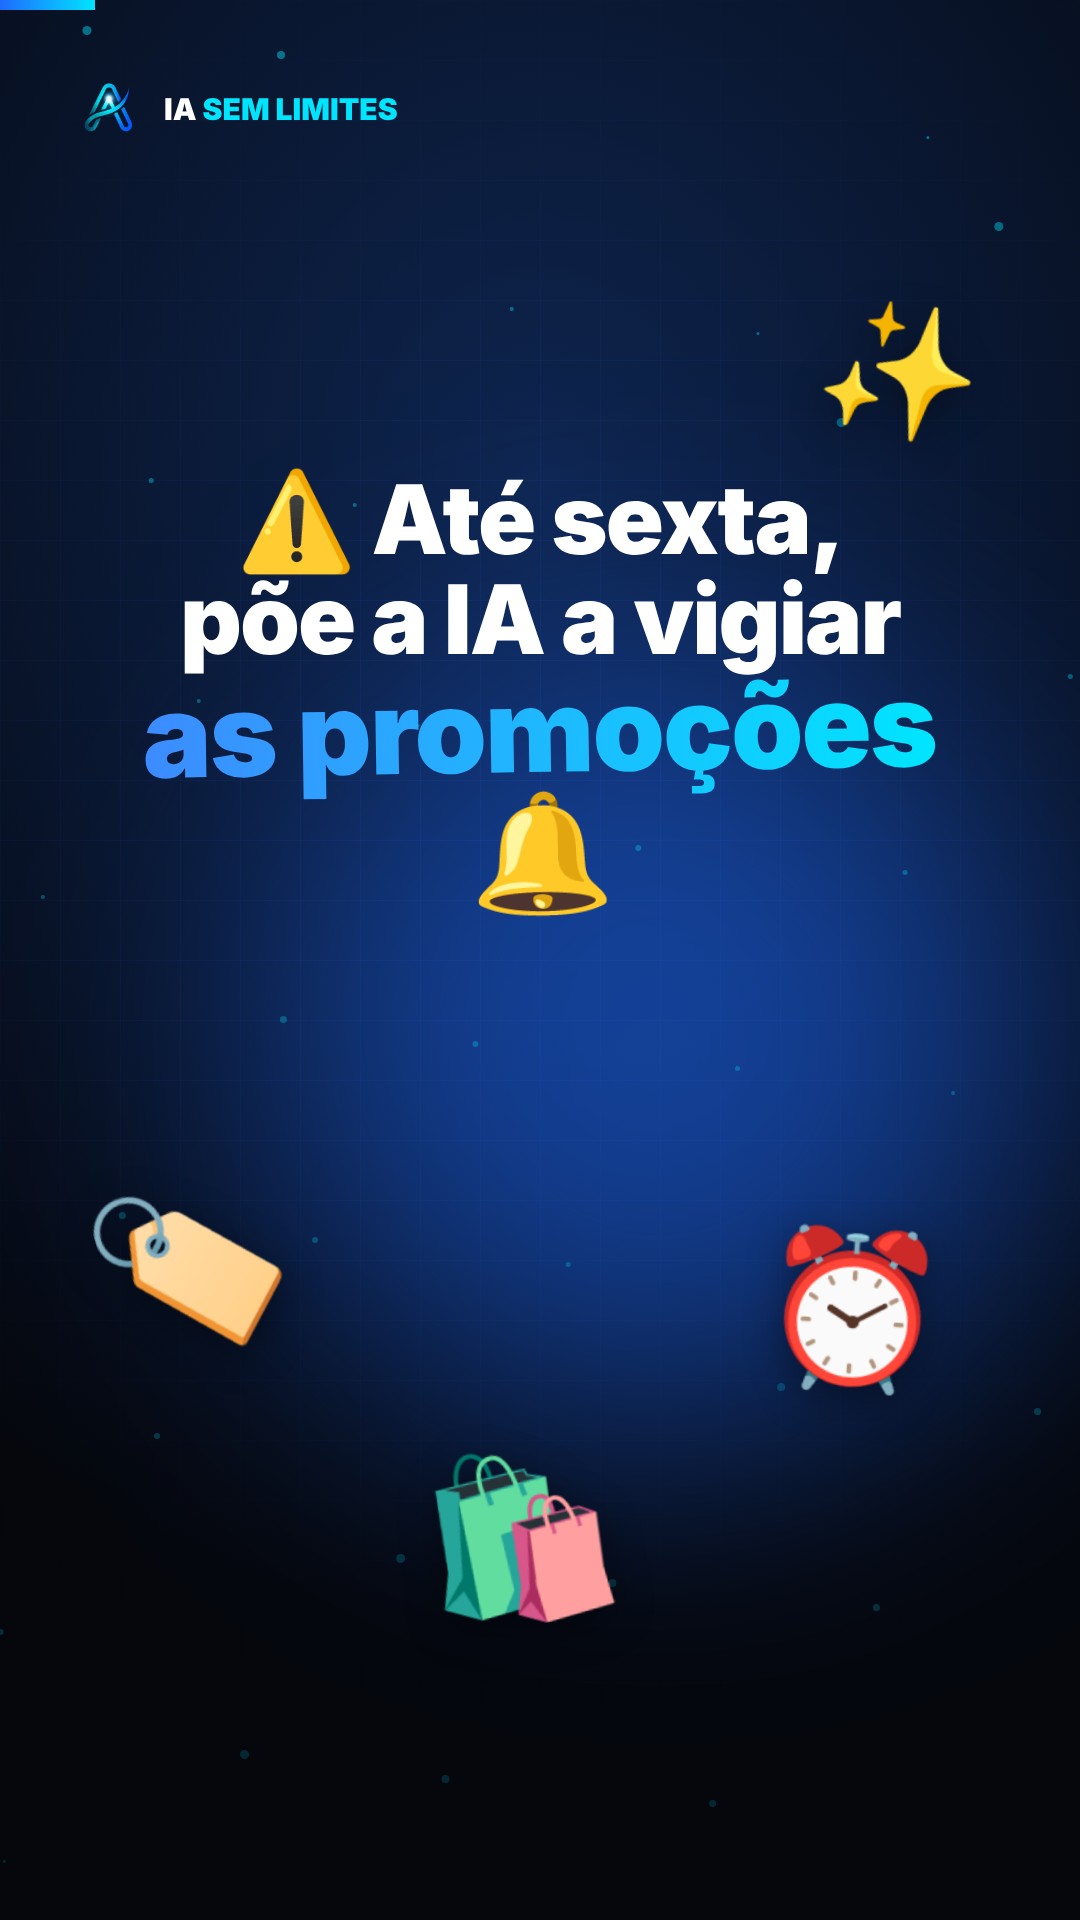 IA SEM LIMITES
⚠️ Até sexta,
põe a IA a vigiar
as promoções
🔔